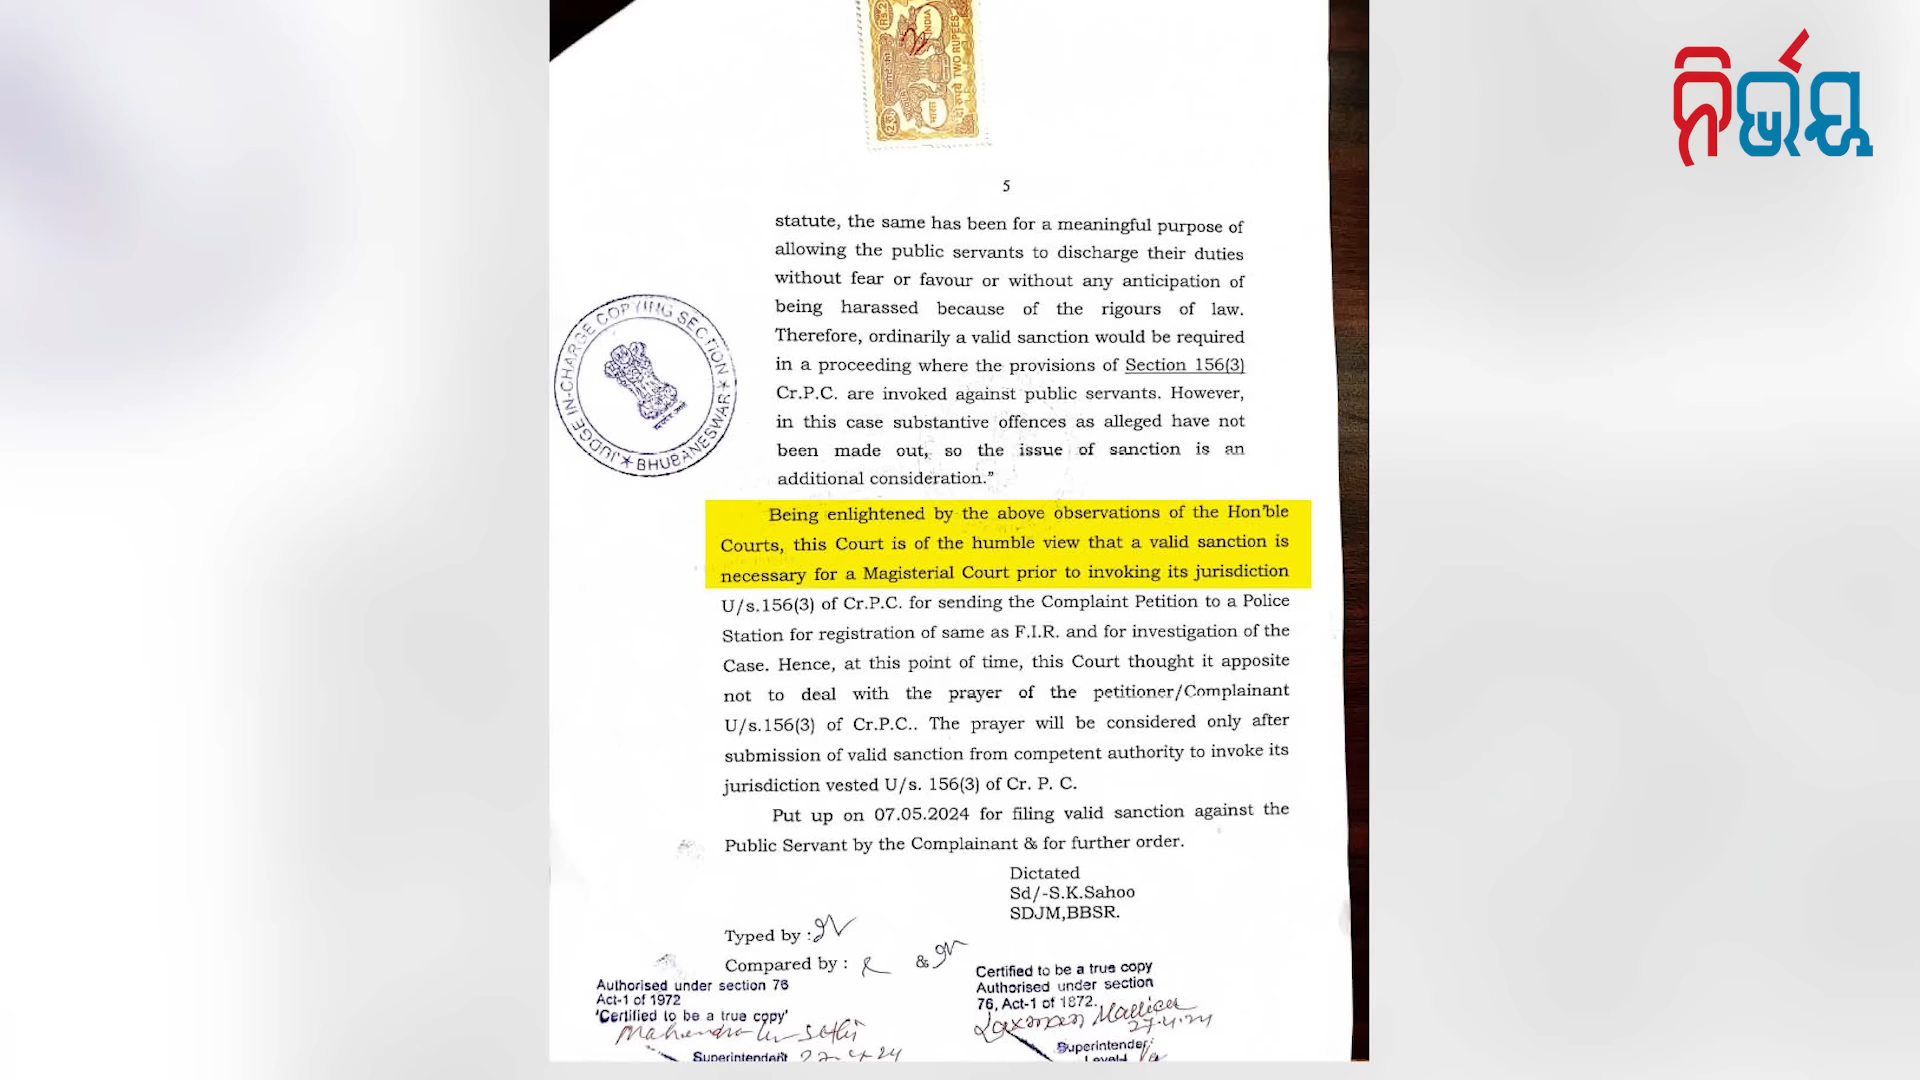 ନିର୍ଭୟ
INDIA
TWO RUPEES
भारत
दो रुपये
5
statute, the same has been for a meaningful purpose of
allowing the public servants to discharge their duties
without fear or favour or without any anticipation of
being harassed because of the rigours of law.
Therefore, ordinarily a valid sanction would be required
in a proceeding where the provisions of Section 156(3)
Cr.P.C. are invoked against public servants. However,
in this case substantive offences as alleged have not
been made out, so the issue of sanction is an
additional consideration."
JUDGE IN-CHARGE COPYING SECTION * BHUBANESWAR *
Being enlightened by the above observations of the Hon'ble
Courts, this Court is of the humble view that a valid sanction is
necessary for a Magisterial Court prior to invoking its jurisdiction
U/s.156(3) of Cr.P.C. for sending the Complaint Petition to a Police
Station for registration of same as F.I.R. and for investigation of the
Case. Hence, at this point of time, this Court thought it apposite
not to deal with the prayer of the petitioner/Complainant
U/s.156(3) of Cr.P.C.. The prayer will be considered only after
submission of valid sanction from competent authority to invoke its
jurisdiction vested U/s. 156(3) of Cr. P. C.
Put up on 07.05.2024 for filing valid sanction against the
Public Servant by the Complainant & for further order.
Dictated
Sd/-S.K.Sahoo
SDJM,BBSR.
Typed by :
Compared by : &
Authorised under section 76
Act-1 of 1972
'Certified to be a true copy'
Superintendent
Certified to be a true copy
Authorised under section
76, Act-1 of 1872.
Laxman Mallick
27.4.24
Superintendent